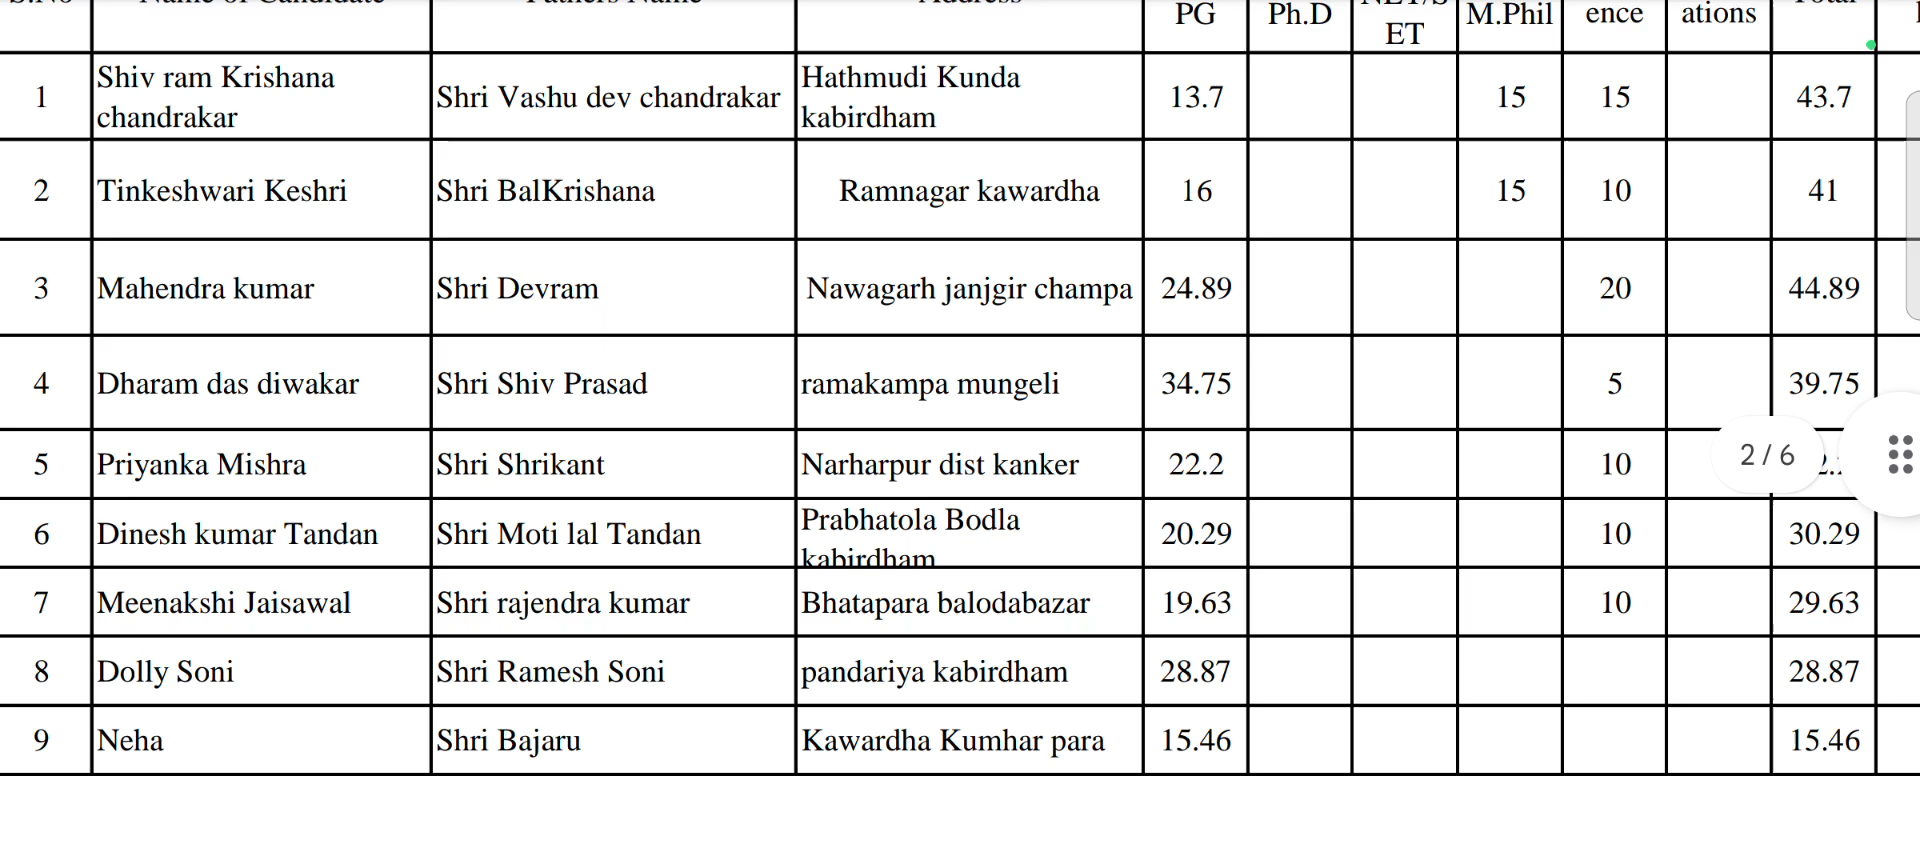 PG Ph.D ET M.Phil ence ations
1 Shiv ram Krishana chandrakar Shri Vashu dev chandrakar Hathmudi Kunda kabirdham 13.7 15 15 43.7
2 Tinkeshwari Keshri Shri BalKrishana Ramnagar kawardha 16 15 10 41
3 Mahendra kumar Shri Devram Nawagarh janjgir champa 24.89 20 44.89
4 Dharam das diwakar Shri Shiv Prasad ramakampa mungeli 34.75 5 39.75
5 Priyanka Mishra Shri Shrikant Narharpur dist kanker 22.2 10
2 / 6
6 Dinesh kumar Tandan Shri Moti lal Tandan Prabhatola Bodla kabirdham 20.29 10 30.29
7 Meenakshi Jaisawal Shri rajendra kumar Bhatapara balodabazar 19.63 10 29.63
8 Dolly Soni Shri Ramesh Soni pandariya kabirdham 28.87 28.87
9 Neha Shri Bajaru Kawardha Kumhar para 15.46 15.46